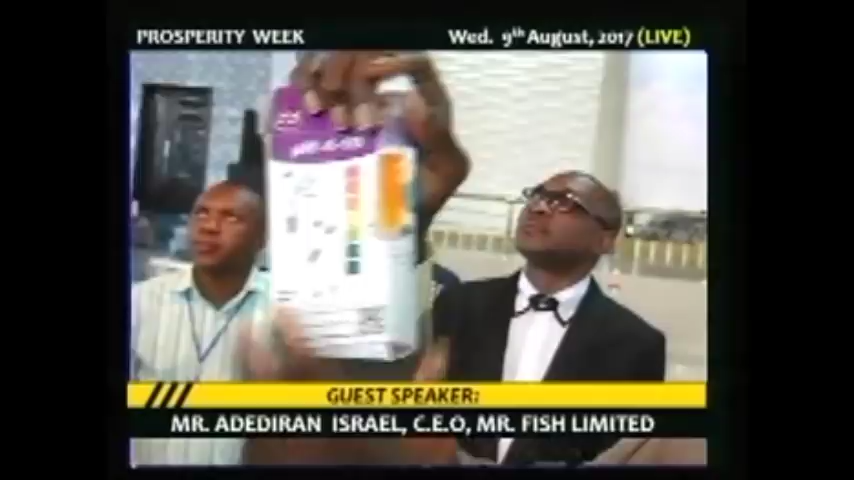 PROSPERITY WEEK
Wed. 9th August, 2017 (LIVE)
GUEST SPEAKER:
MR. ADEDIRAN ISRAEL, C.E.O, MR. FISH LIMITED